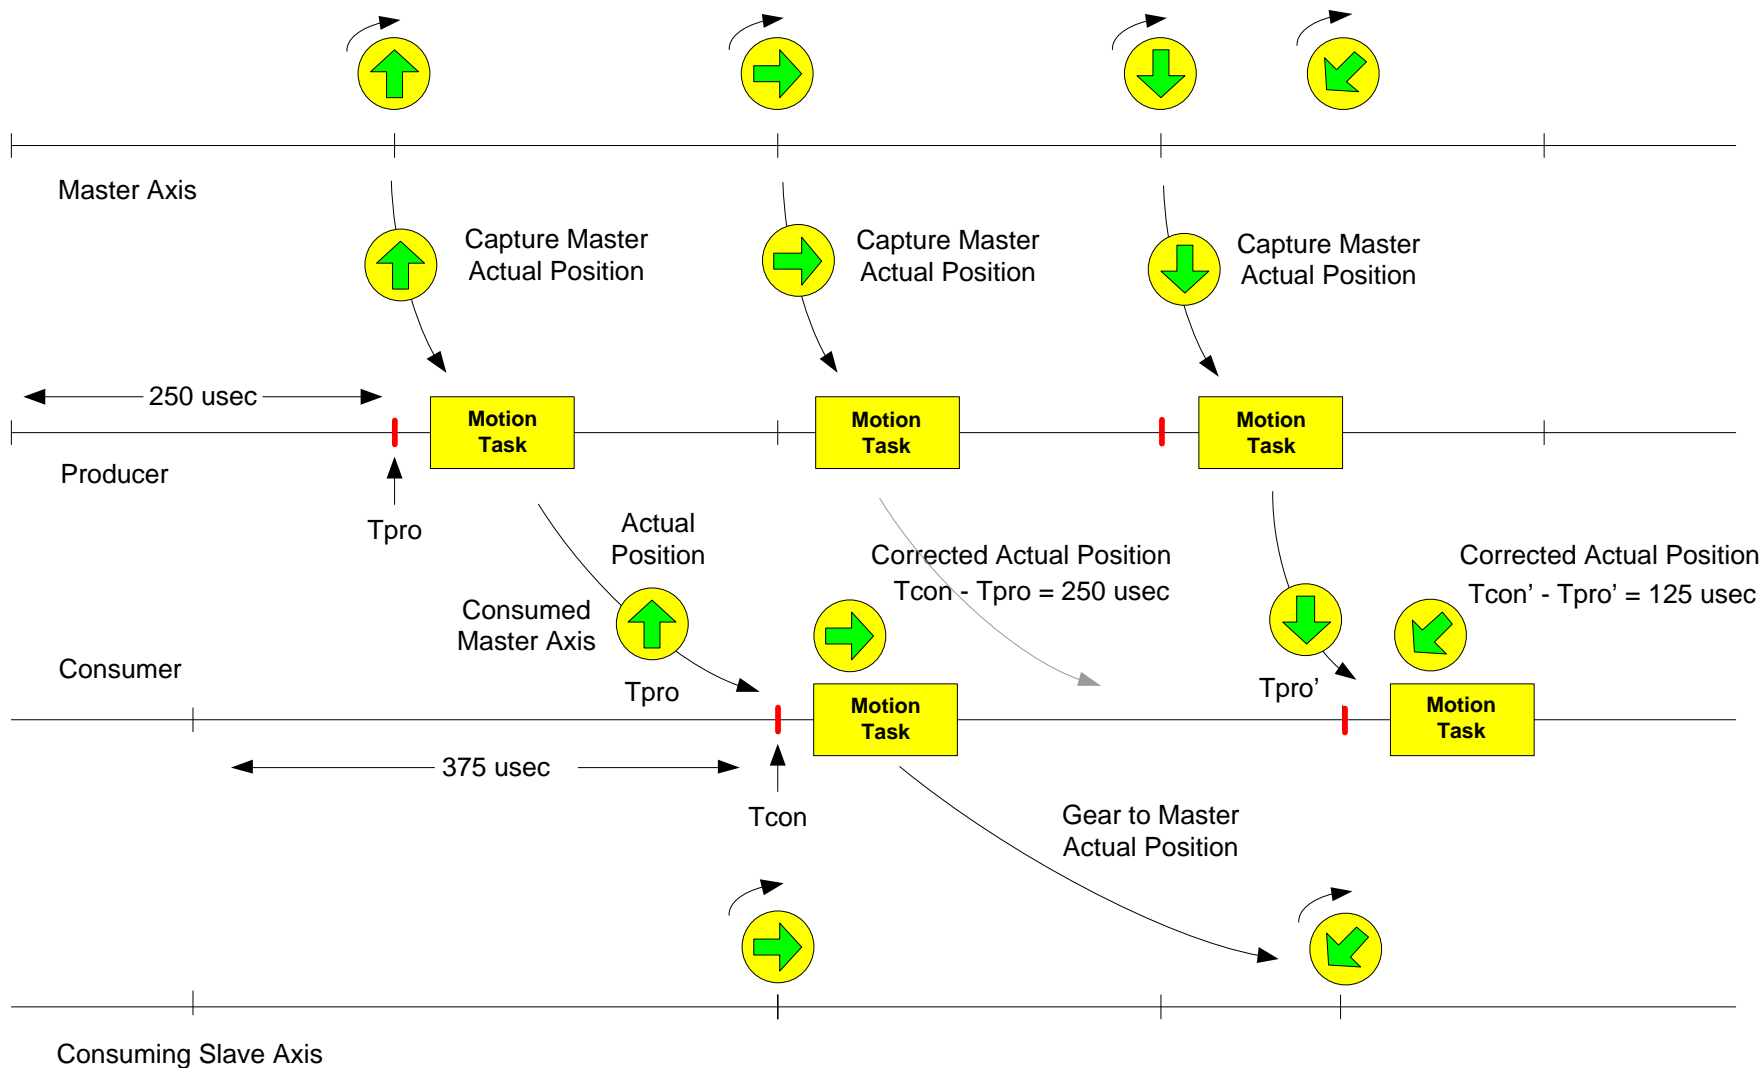 Master Axis
Capture Master
Actual Position
Capture Master
Actual Position
Capture Master
Actual Position
250 usec
Motion
Task
Motion
Task
Motion
Task
Producer
Tpro
Actual
Position
Corrected Actual Position
Tcon - Tpro = 250 usec
Corrected Actual Position
Tcon’ - Tpro’ = 125 usec
Consumed
Master Axis
Consumer
Tpro
Tpro’
Motion
Task
Motion
Task
375 usec
Tcon
Gear to Master
Actual Position
Consuming Slave Axis